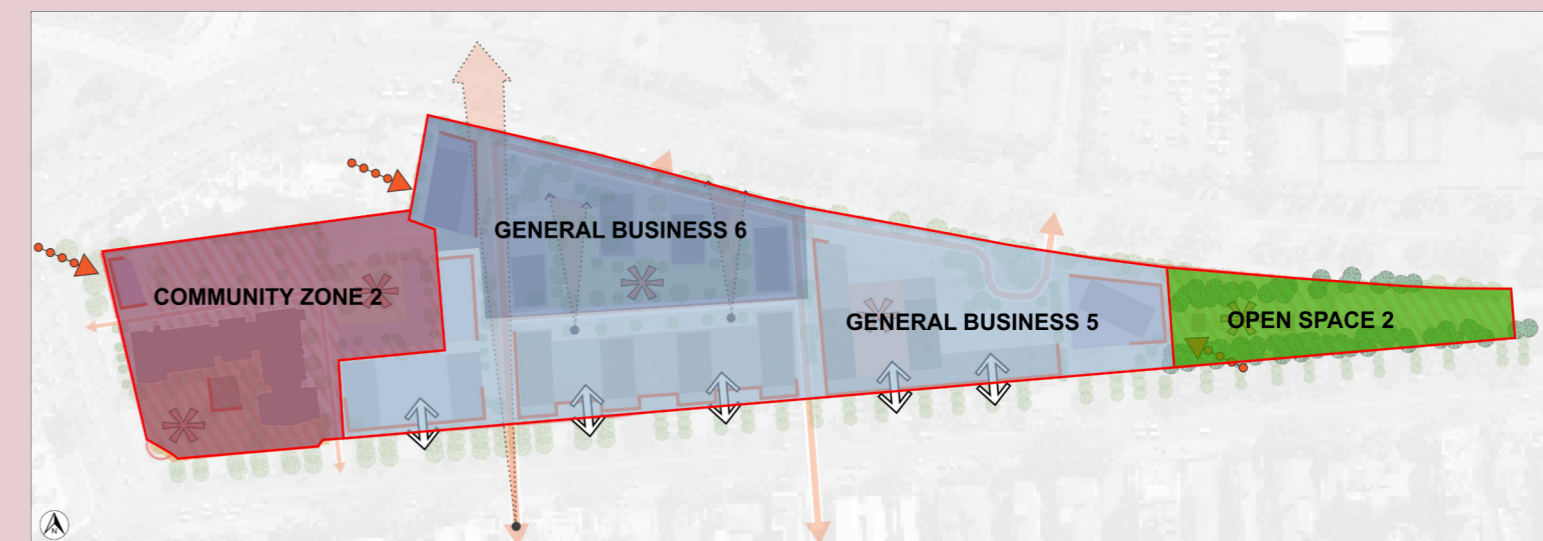 GENERAL BUSINESS 6
COMMUNITY ZONE 2
GENERAL BUSINESS 5
OPEN SPACE 2
N